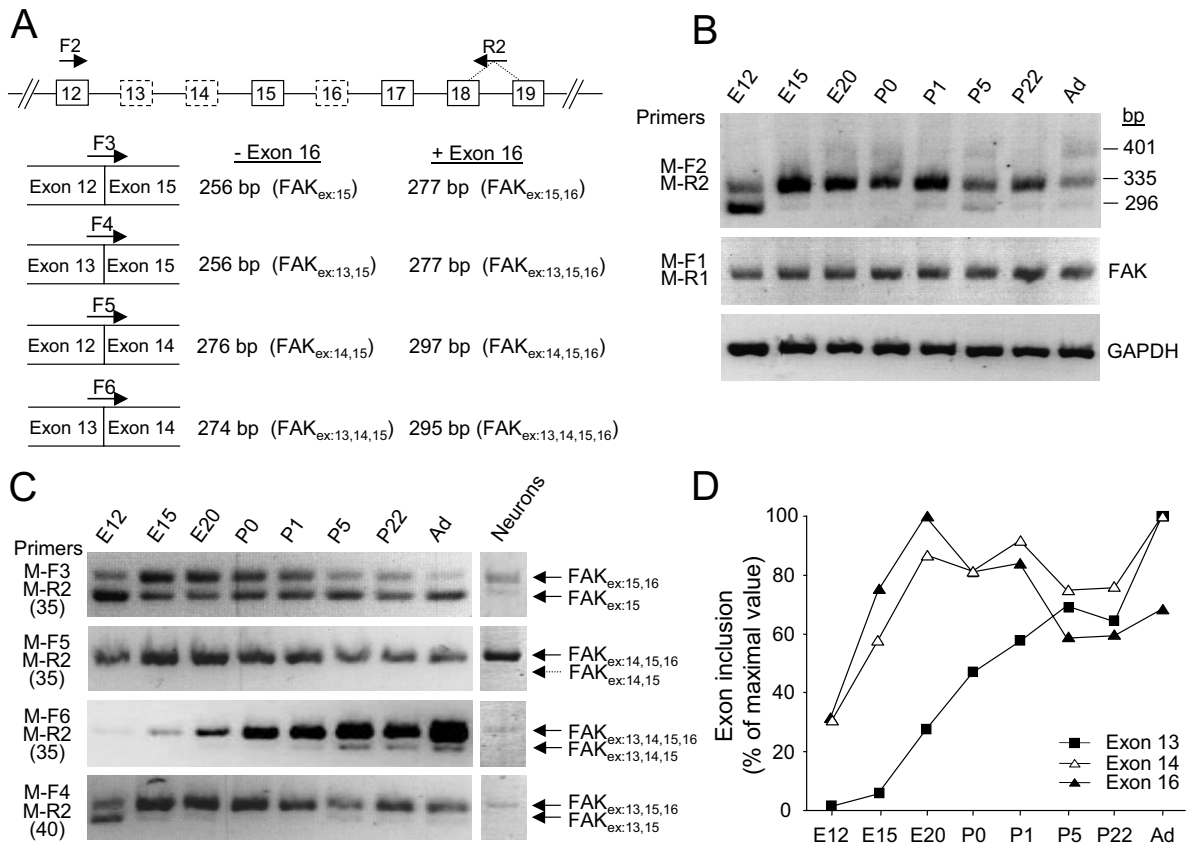 A
F2
R2
12 13 14 15 16 17 18 19
F3
- Exon 16 + Exon 16
Exon 12 Exon 15 256 bp (FAKex:15) 277 bp (FAKex:15,16)
F4
Exon 13 Exon 15 256 bp (FAKex:13,15) 277 bp (FAKex:13,15,16)
F5
Exon 12 Exon 14 276 bp (FAKex:14,15) 297 bp (FAKex:14,15,16)
F6
Exon 13 Exon 14 274 bp (FAKex:13,14,15) 295 bp (FAKex:13,14,15,16)
B
E12 E15 E20 P0 P1 P5 P22 Ad
Primers
bp
401
M-F2
M-R2
335
296
M-F1
M-R1
FAK
GAPDH
C
E12 E15 E20 P0 P1 P5 P22 Ad Neurons
Primers
M-F3
M-R2
(35)
FAKex:15,16
FAKex:15
M-F5
M-R2
(35)
FAKex:14,15,16
FAKex:14,15
M-F6
M-R2
(35)
FAKex:13,14,15,16
FAKex:13,14,15
M-F4
M-R2
(40)
FAKex:13,15,16
FAKex:13,15
D
Exon inclusion
(% of maximal value)
100
80
60
40
20
0
Exon 13
Exon 14
Exon 16
E12 E15 E20 P0 P1 P5 P22 Ad